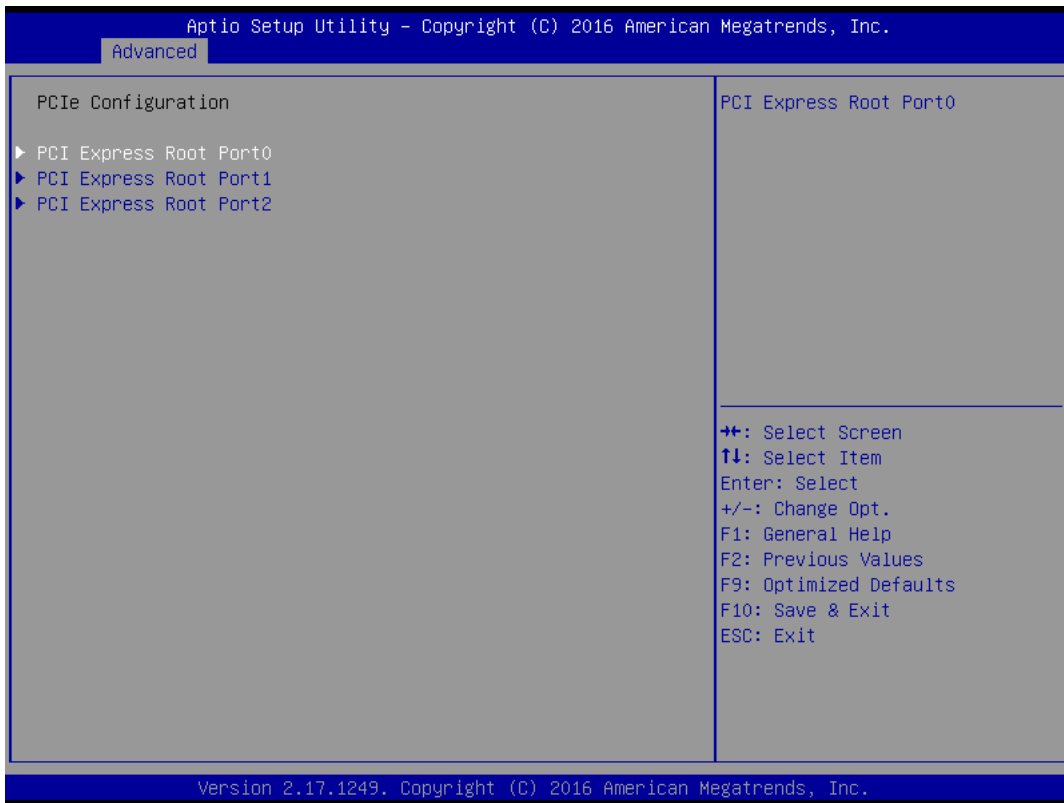 Aptio Setup Utility – Copyright (C) 2016 American Megatrends, Inc.
Advanced
PCIe Configuration
▶ PCI Express Root Port0
▶ PCI Express Root Port1
▶ PCI Express Root Port2
PCI Express Root Port0
→←: Select Screen
↑↓: Select Item
Enter: Select
+/-: Change Opt.
F1: General Help
F2: Previous Values
F9: Optimized Defaults
F10: Save & Exit
ESC: Exit
Version 2.17.1249. Copyright (C) 2016 American Megatrends, Inc.